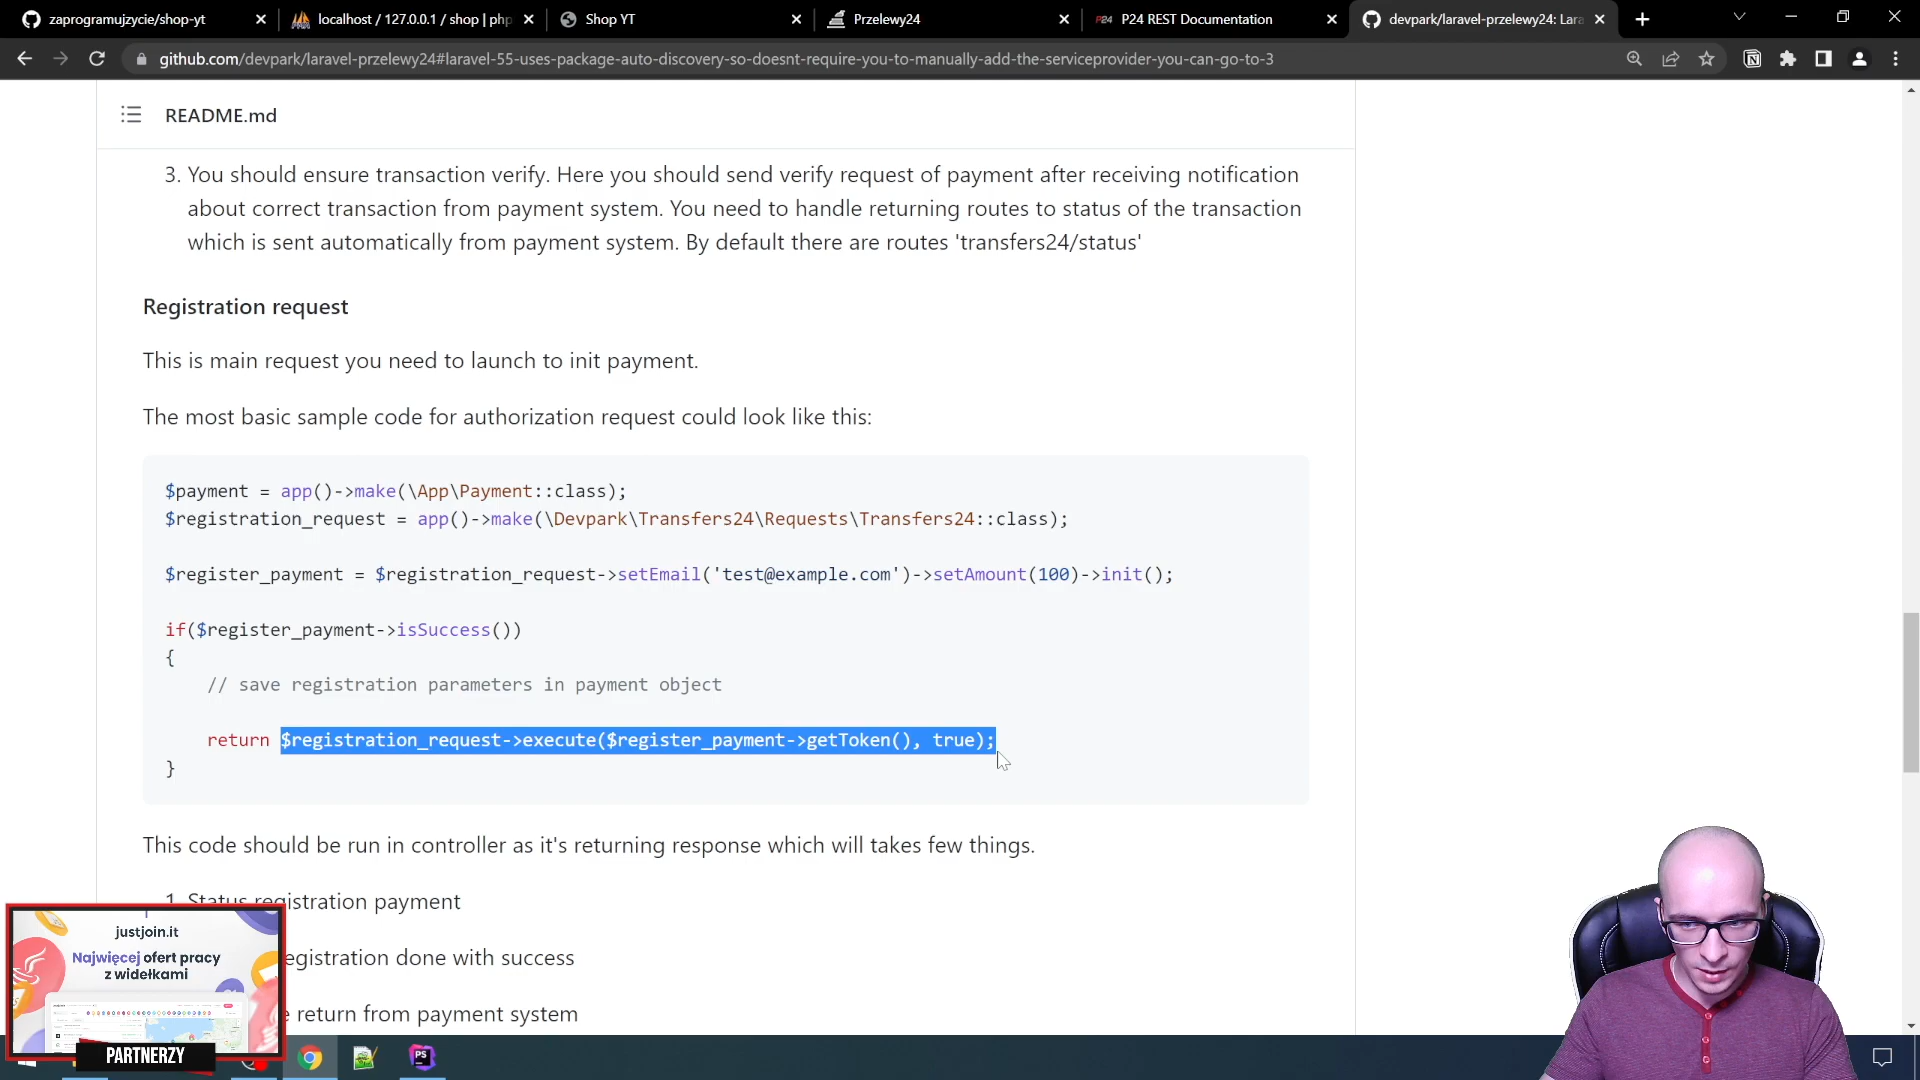 zaprogramujzycie/shop-yt
localhost / 127.0.0.1 / shop | php
Shop YT
Przelewy24
P24 P24 REST Documentation
devpark/laravel-przelewy24: Lara
github.com/devpark/laravel-przelewy24#laravel-55-uses-package-auto-discovery-so-doesnt-require-you-to-manually-add-the-serviceprovider-you-can-go-to-3
README.md
3. You should ensure transaction verify. Here you should send verify request of payment after receiving notification
about correct transaction from payment system. You need to handle returning routes to status of the transaction
which is sent automatically from payment system. By default there are routes 'transfers24/status'
Registration request
This is main request you need to launch to init payment.
The most basic sample code for authorization request could look like this:
$payment = app()->make(\App\Payment::class);
$registration_request = app()->make(\Devpark\Transfers24\Requests\Transfers24::class);
$register_payment = $registration_request->setEmail('test@example.com')->setAmount(100)->init();
if($register_payment->isSuccess())
{
// save registration parameters in payment object
return $registration_request->execute($register_payment->getToken(), true);
}
This code should be run in controller as it's returning response which will takes few things.
1. Status registration payment
egistration done with success
e return from payment system
justjoin.it
Najwięcej ofert pracy
z widełkami
PARTNERZY
PS